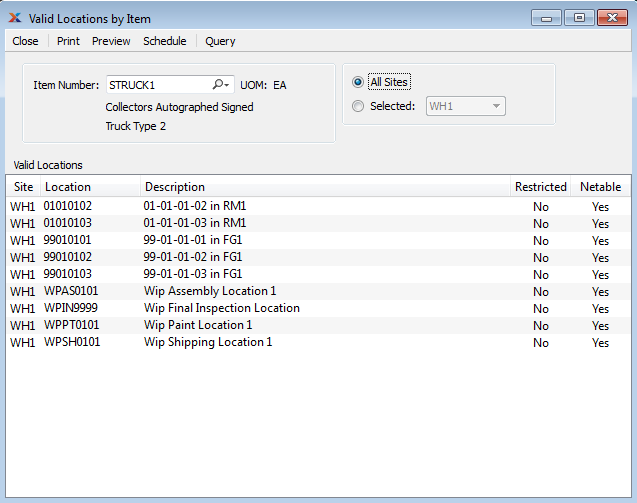 Valid Locations by Item
Close Print Preview Schedule Query
Item Number: STRUCK1 UOM: EA
Collectors Autographed Signed
Truck Type 2
All Sites
Selected: WH1
Valid Locations
Site Location Description Restricted Netable
WH1 01010102 01-01-01-02 in RM1 No Yes
WH1 01010103 01-01-01-03 in RM1 No Yes
WH1 99010101 99-01-01-01 in FG1 No Yes
WH1 99010102 99-01-01-02 in FG1 No Yes
WH1 99010103 99-01-01-03 in FG1 No Yes
WH1 WPAS0101 Wip Assembly Location 1 No Yes
WH1 WPIN9999 Wip Final Inspection Location No Yes
WH1 WPPT0101 Wip Paint Location 1 No Yes
WH1 WPSH0101 Wip Shipping Location 1 No Yes